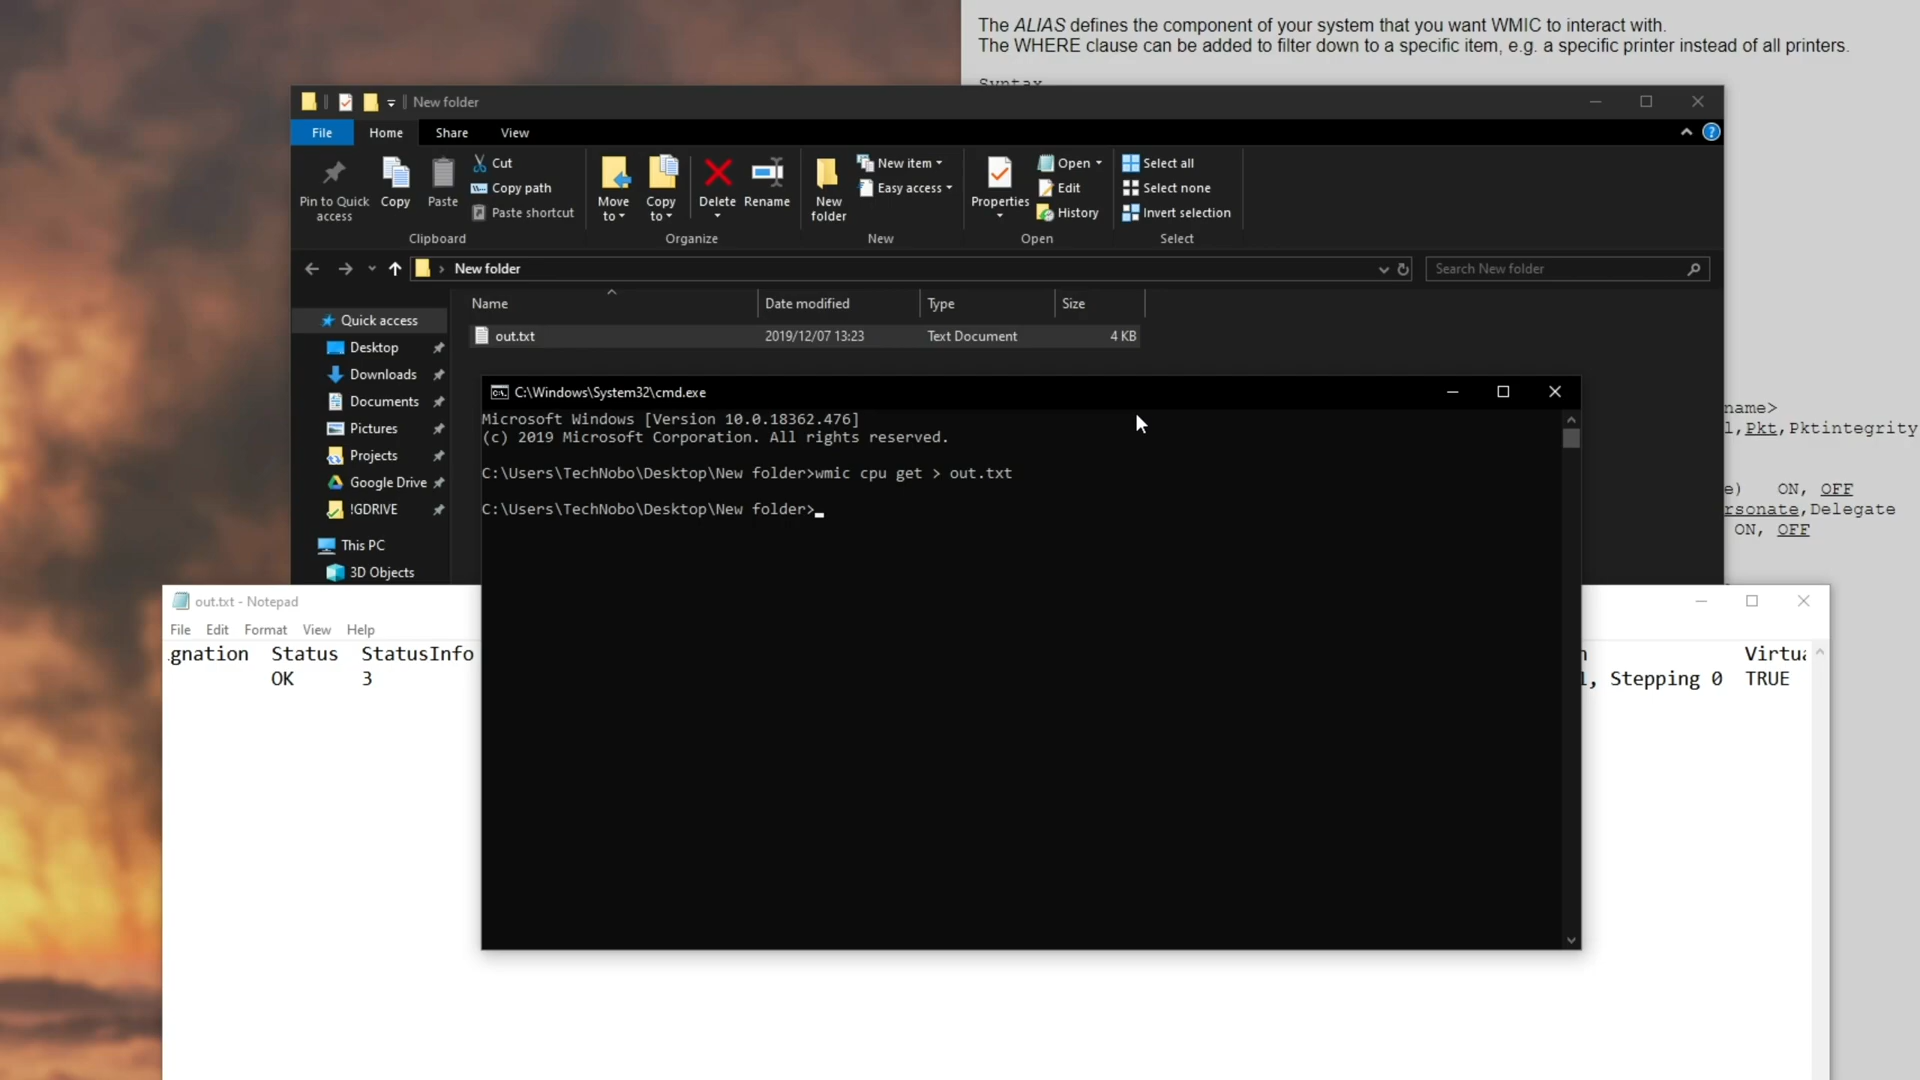 The ALIAS defines the component of your system that you want WMIC to interact with.
The WHERE clause can be added to filter down to a specific item, e.g. a specific printer instead of all printers.
New folder
File Home Share View
Pin to Quick access
Copy
Paste
Cut
Copy path
Paste shortcut
Clipboard
Move to
Copy to
Delete
Rename
Organize
New folder
New item
Easy access
New
Properties
Open
Edit
History
Open
Select all
Select none
Invert selection
Select
New folder
Search New folder
Name Date modified Type Size
out.txt 2019/12/07 13:23 Text Document 4 KB
Quick access
Desktop
Downloads
Documents
Pictures
Projects
Google Drive
!GDRIVE
This PC
3D Objects
C:\Windows\System32\cmd.exe
Microsoft Windows [Version 10.0.18362.476]
(c) 2019 Microsoft Corporation. All rights reserved.
C:\Users\TechNobo\Desktop\New folder>wmic cpu get > out.txt
C:\Users\TechNobo\Desktop\New folder>
name>
l,Pkt,Pktintegrity
e) ON, OFF
rsonate,Delegate
ON, OFF
out.txt - Notepad
File Edit Format View Help
gnation Status StatusInfo
OK 3
, Stepping 0 TRUE